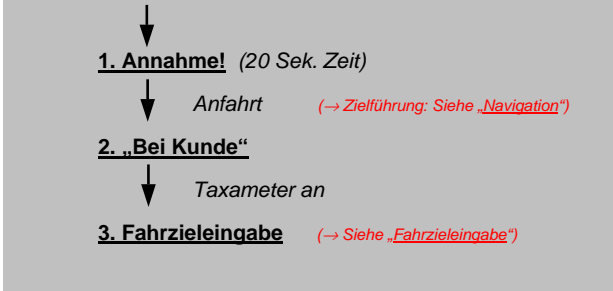 1. Annahme! (20 Sek. Zeit)
Anfahrt (→ Zielführung: Siehe „Navigation“)
2. „Bei Kunde“
Taxameter an
3. Fahrzieleingabe (→ Siehe „Fahrzieleingabe“)